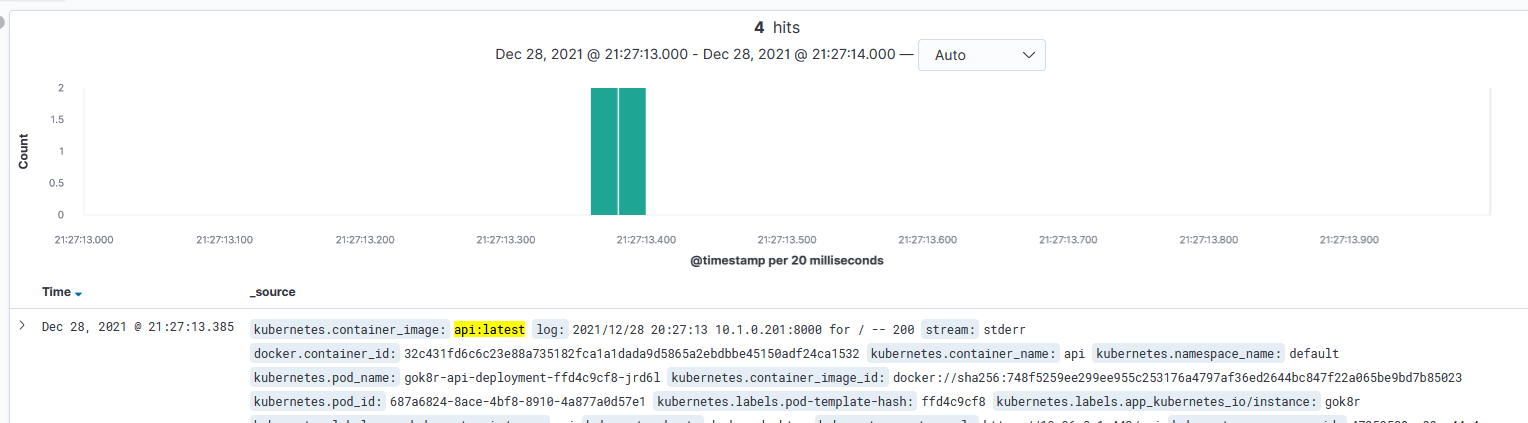 4 hits
Dec 28, 2021 @ 21:27:13.000 - Dec 28, 2021 @ 21:27:14.000 — Auto
2
1.5
1
0.5
0
Count
21:27:13.000 21:27:13.100 21:27:13.200 21:27:13.300 21:27:13.400 21:27:13.500 21:27:13.600 21:27:13.700 21:27:13.800 21:27:13.900
@timestamp per 20 milliseconds
Time _source
Dec 28, 2021 @ 21:27:13.385 kubernetes.container_image: api:latest log: 2021/12/28 20:27:13 10.1.0.201:8000 for / -- 200 stream: stderr
docker.container_id: 32c431fd6c6c23e88a735182fca1a1dada9d5865a2ebdbbe45150adf24ca1532 kubernetes.container_name: api kubernetes.namespace_name: default
kubernetes.pod_name: gok8r-api-deployment-ffd4c9cf8-jrd6l kubernetes.container_image_id: docker://sha256:748f5259ee299ee955c253176a4797af36ed2644bc847f22a065be9bd7b85023
kubernetes.pod_id: 687a6824-8ace-4bf8-8910-4a877a0d57e1 kubernetes.labels.pod-template-hash: ffd4c9cf8 kubernetes.labels.app_kubernetes_io/instance: gok8r